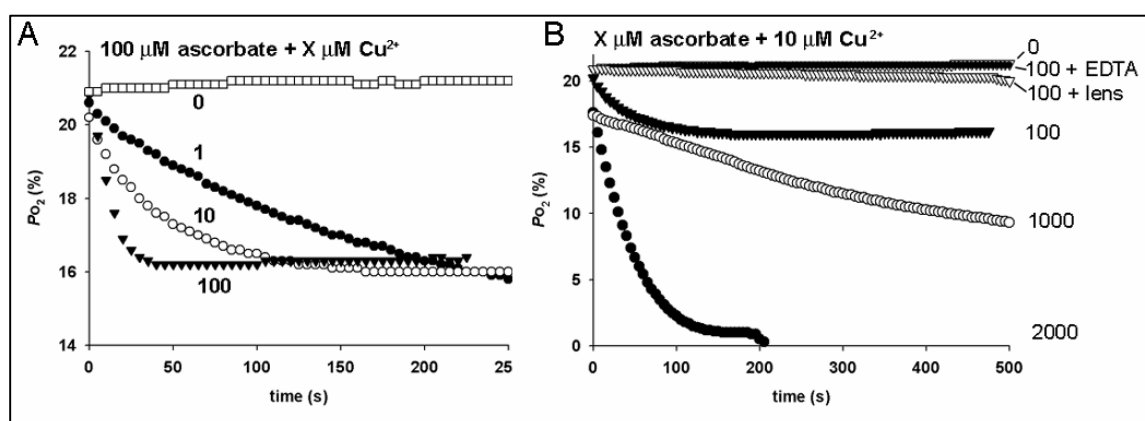 A
100 µM ascorbate + X µM Cu²⁺
22
20
18
16
14
Po₂ (%)
0
1
10
100
0 50 100 150 200 250
time (s)
B
X µM ascorbate + 10 µM Cu²⁺
20
15
10
5
0
Po₂ (%)
0
100 + EDTA
100 + lens
100
1000
2000
0 100 200 300 400 500
time (s)